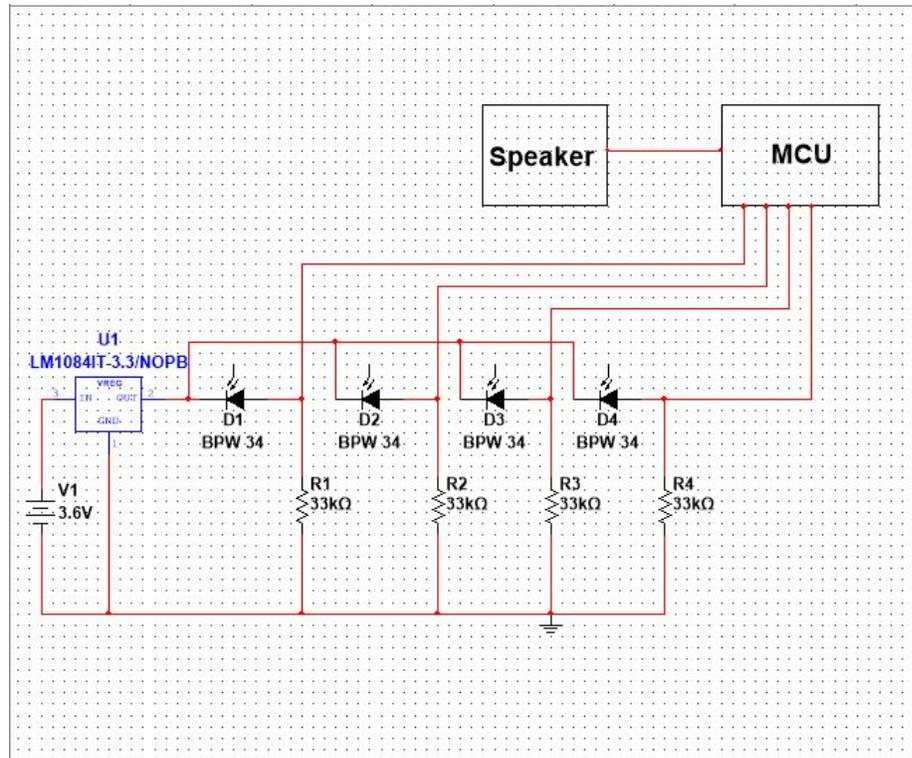 Speaker
MCU
U1
LM1084IT-3.3/NOPB
VREG
3
IN
OUT
2
GND
1
D1
BPW 34
D2
BPW 34
D3
BPW 34
D4
BPW 34
V1
3.6V
R1
33kΩ
R2
33kΩ
R3
33kΩ
R4
33kΩ